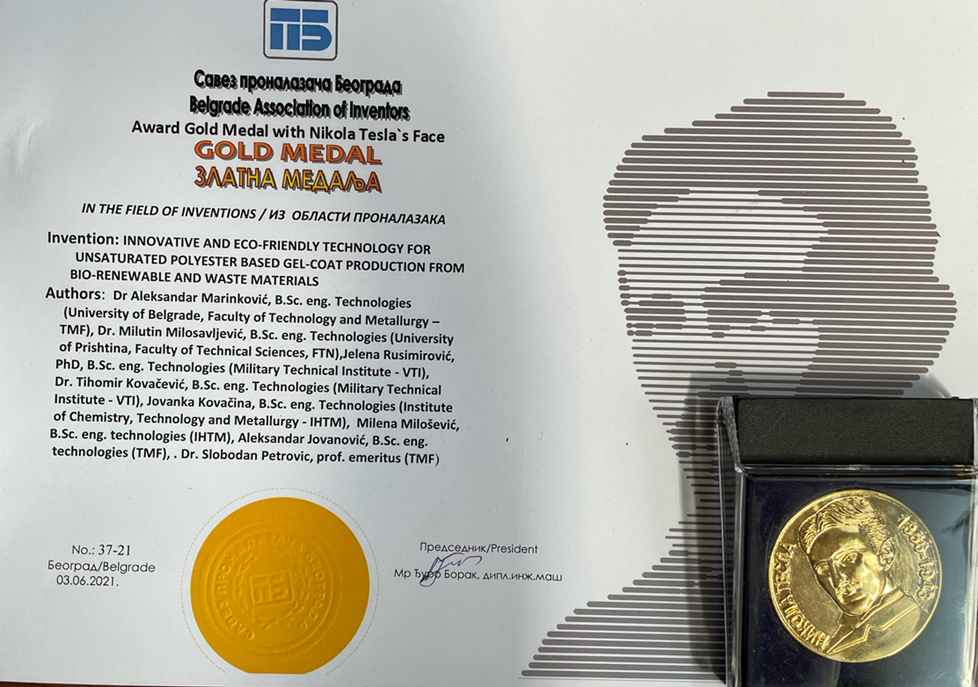 ПБ
Савез проналазача Београда
Belgrade Association of Inventors
Award Gold Medal with Nikola Tesla`s Face
GOLD MEDAL
ЗЛАТНА МЕДАЉА
IN THE FIELD OF INVENTIONS / ИЗ ОБЛАСТИ ПРОНАЛАЗАКА
Invention: INNOVATIVE AND ECO-FRIENDLY TECHNOLOGY FOR
UNSATURATED POLYESTER BASED GEL-COAT PRODUCTION FROM
BIO-RENEWABLE AND WASTE MATERIALS
Authors: Dr Aleksandar Marinković, B.Sc. eng. Technologies
(University of Belgrade, Faculty of Technology and Metallurgy –
TMF), Dr. Milutin Milosavljević, B.Sc. eng. Technologies (University
of Prishtina, Faculty of Technical Sciences, FTN),Jelena Rusimirović,
PhD, B.Sc. eng. Technologies (Military Technical Institute - VTI),
Dr. Tihomir Kovačević, B.Sc. eng. Technologies (Military Technical
Institute - VTI), Jovanka Kovačina, B.Sc. eng. Technologies (Institute
of Chemistry, Technology and Metallurgy - IHTM), Milena Milošević,
B.Sc. eng. technologies (IHTM), Aleksandar Jovanović, B.Sc. eng.
technologies (TMF), . Dr. Slobodan Petrovic, prof. emeritus (TMF)
No.: 37-21
Београд/Belgrade
03.06.2021.
САВЕЗ ПРОНАЛАЗАЧА БЕОГРАДА
ПБ
Председник/President
Мр Ђуро Борак, дипл.инж.маш
НИКОЛА ТЕСЛА
1856-1943